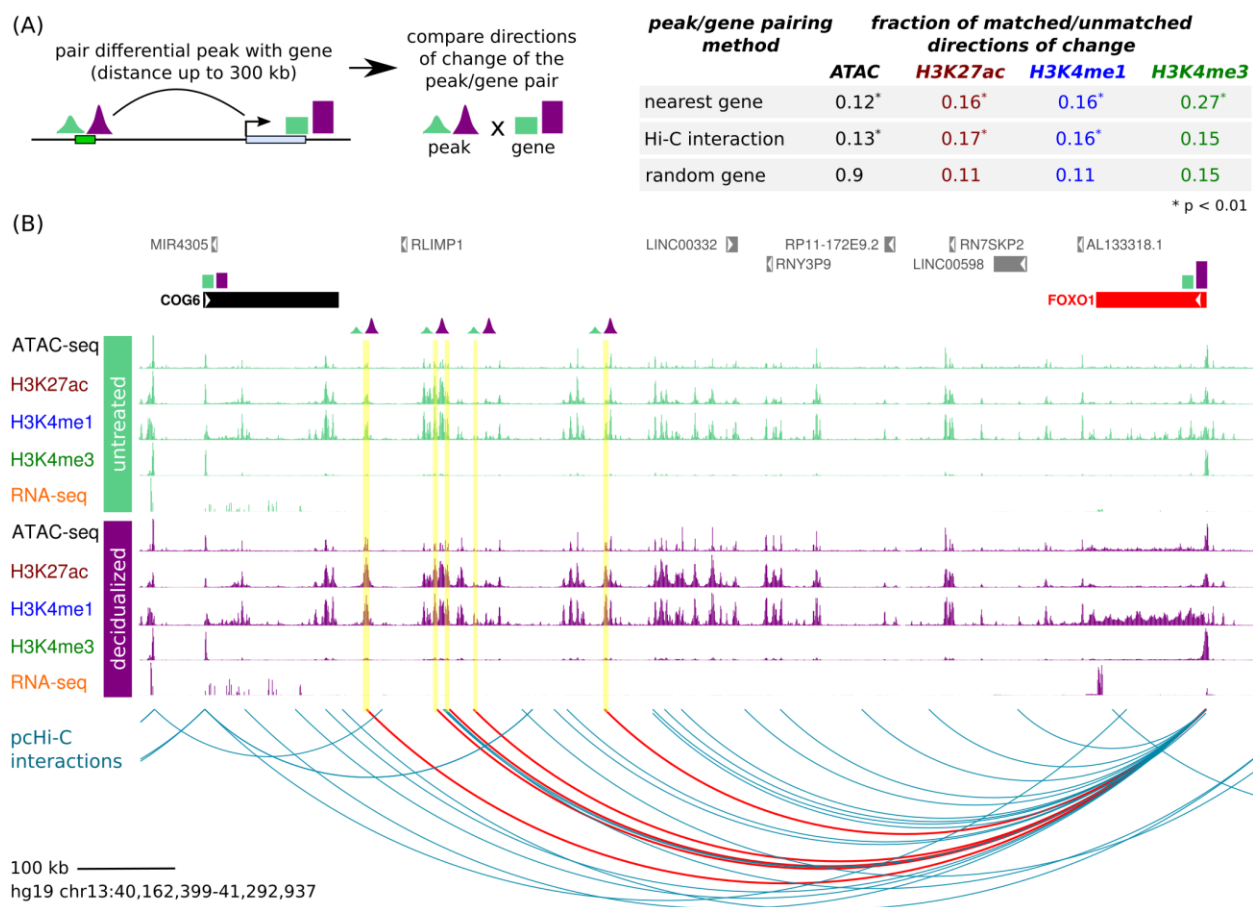 (A)
pair differential peak with gene
(distance up to 300 kb)
compare directions
of change of the
peak/gene pair
x
peak gene
peak/gene pairing
method
fraction of matched/unmatched
directions of change
ATAC H3K27ac H3K4me1 H3K4me3
nearest gene 0.12* 0.16* 0.16* 0.27*
Hi-C interaction 0.13* 0.17* 0.16* 0.15
random gene 0.9 0.11 0.11 0.15
* p < 0.01
(B)
MIR4305 RLIMP1 LINC00332 RP11-172E9.2 RN7SKP2 AL133318.1
RNY3P9 LINC00598
COG6 FOXO1
untreated
ATAC-seq
H3K27ac
H3K4me1
H3K4me3
RNA-seq
decidualized
ATAC-seq
H3K27ac
H3K4me1
H3K4me3
RNA-seq
pcHi-C
interactions
100 kb
hg19 chr13:40,162,399-41,292,937